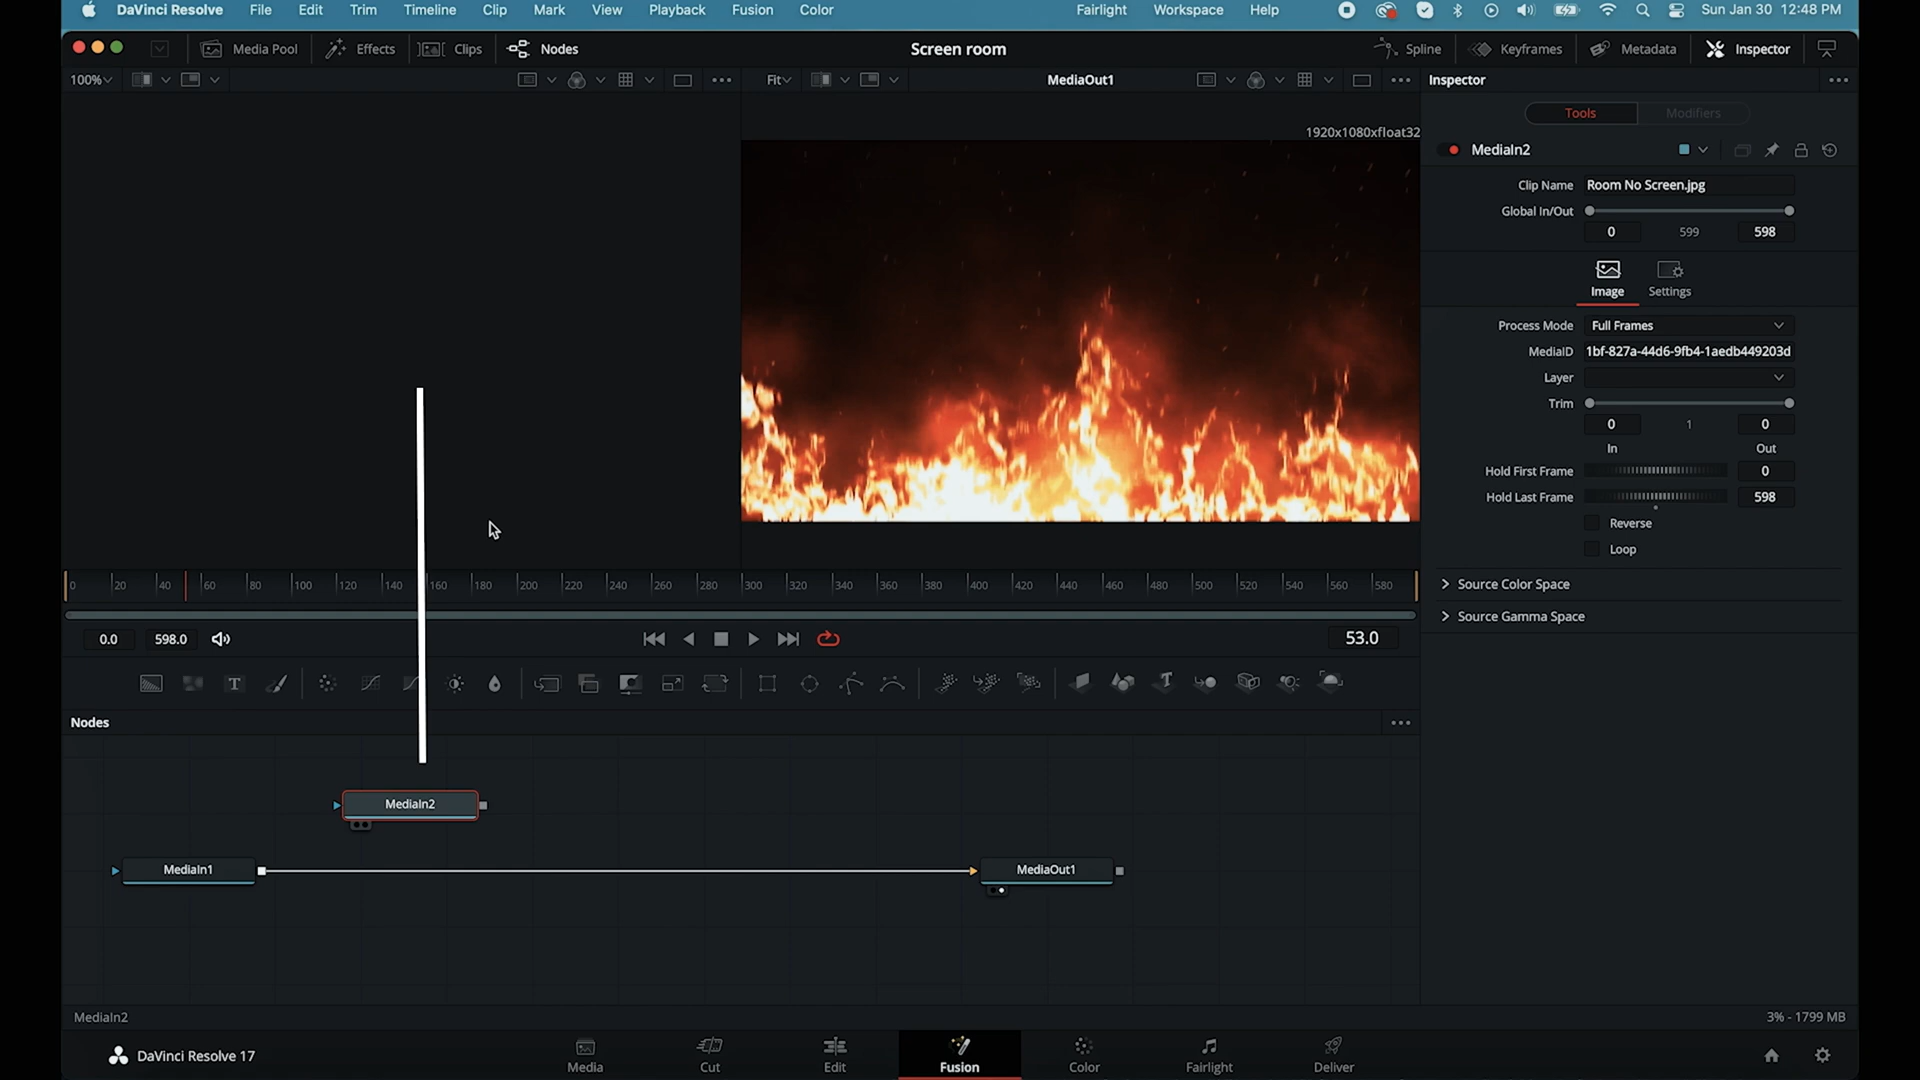 DaVinci Resolve File Edit Trim Timeline Clip Mark View Playback Fusion Color Fairlight Workspace Help Sun Jan 30 12:48 PM
Media Pool Effects Clips Nodes Screen room Spline Keyframes Metadata Inspector
100% Fit MediaOut1 Inspector
Tools Modifiers
1920x1080xfloat32
MediaIn2
Clip Name Room No Screen.jpg
Global In/Out
0 599 598
Image Settings
Process Mode Full Frames
MediaID 1bf-827a-44d6-9fb4-1aedb449203d
Layer
Trim
0 1 0
In Out
Hold First Frame 0
Hold Last Frame 598
Reverse
Loop
0 20 40 60 80 100 120 140 160 180 200 220 240 260 280 300 320 340 360 380 400 420 440 460 480 500 520 540 560 580
Source Color Space
Source Gamma Space
0.0 598.0 53.0
T T
Nodes
MediaIn2
MediaIn1 MediaOut1
MediaIn2 3% - 1799 MB
DaVinci Resolve 17 Media Cut Edit Fusion Color Fairlight Deliver